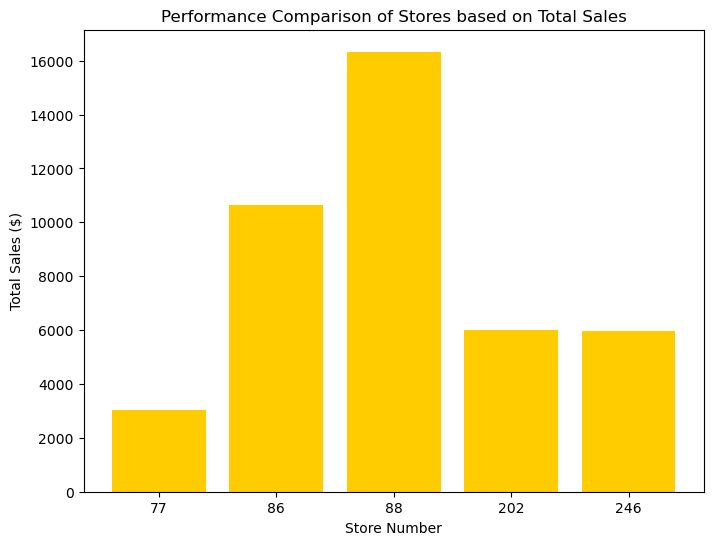 Performance Comparison of Stores based on Total Sales
Total Sales ($)
16000
14000
12000
10000
8000
6000
4000
2000
0
77 86 88 202 246
Store Number